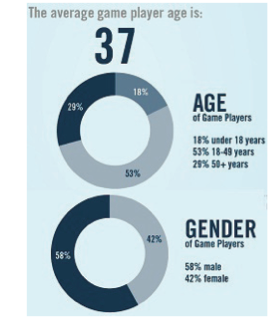 The average game player age is:
37
18%
29%
53%
AGE
of Game Players
18% under 18 years
53% 18-49 years
29% 50+ years
42%
58%
GENDER
of Game Players
58% male
42% female